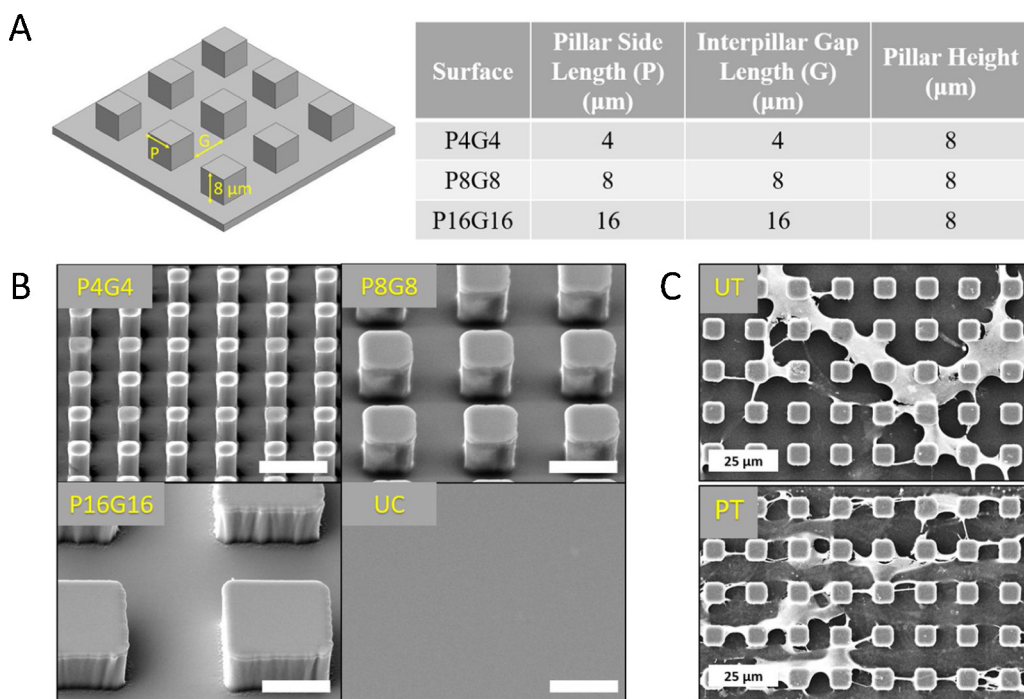 A
P
G
8 μm
Surface
Pillar Side
Length (P)
(μm)
Interpillar Gap
Length (G)
(μm)
Pillar Height
(μm)
P4G4 4 4 8
P8G8 8 8 8
P16G16 16 16 8
B
P4G4
P8G8
P16G16
UC
C
UT
25 μm
PT
25 μm